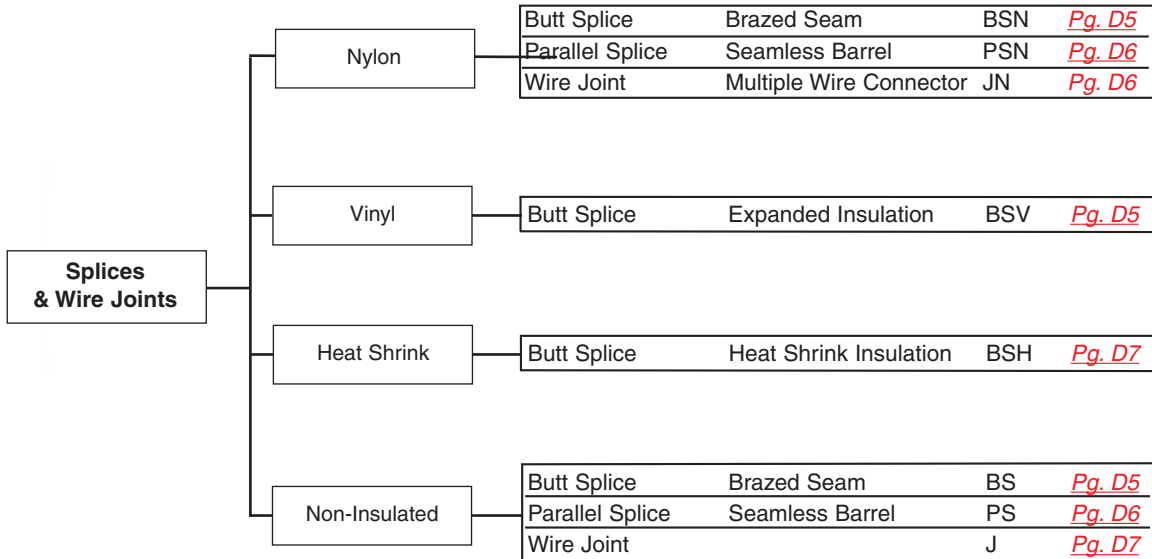 Splices
& Wire Joints
Nylon
Butt Splice Brazed Seam BSN Pg. D5
Parallel Splice Seamless Barrel PSN Pg. D6
Wire Joint Multiple Wire Connector JN Pg. D6
Vinyl
Butt Splice Expanded Insulation BSV Pg. D5
Heat Shrink
Butt Splice Heat Shrink Insulation BSH Pg. D7
Non-Insulated
Butt Splice Brazed Seam BS Pg. D5
Parallel Splice Seamless Barrel PS Pg. D6
Wire Joint J Pg. D7